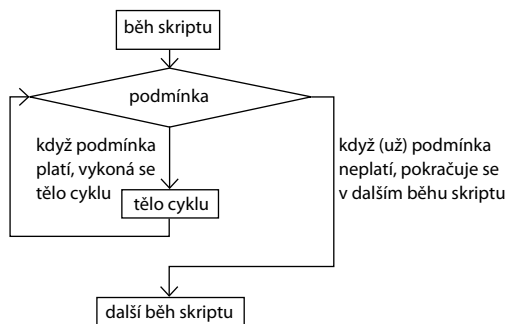 běh skriptu
podmínka
když podmínka
platí, vykoná se
tělo cyklu
tělo cyklu
když (už) podmínka
neplatí, pokračuje se
v dalším běhu skriptu
další běh skriptu